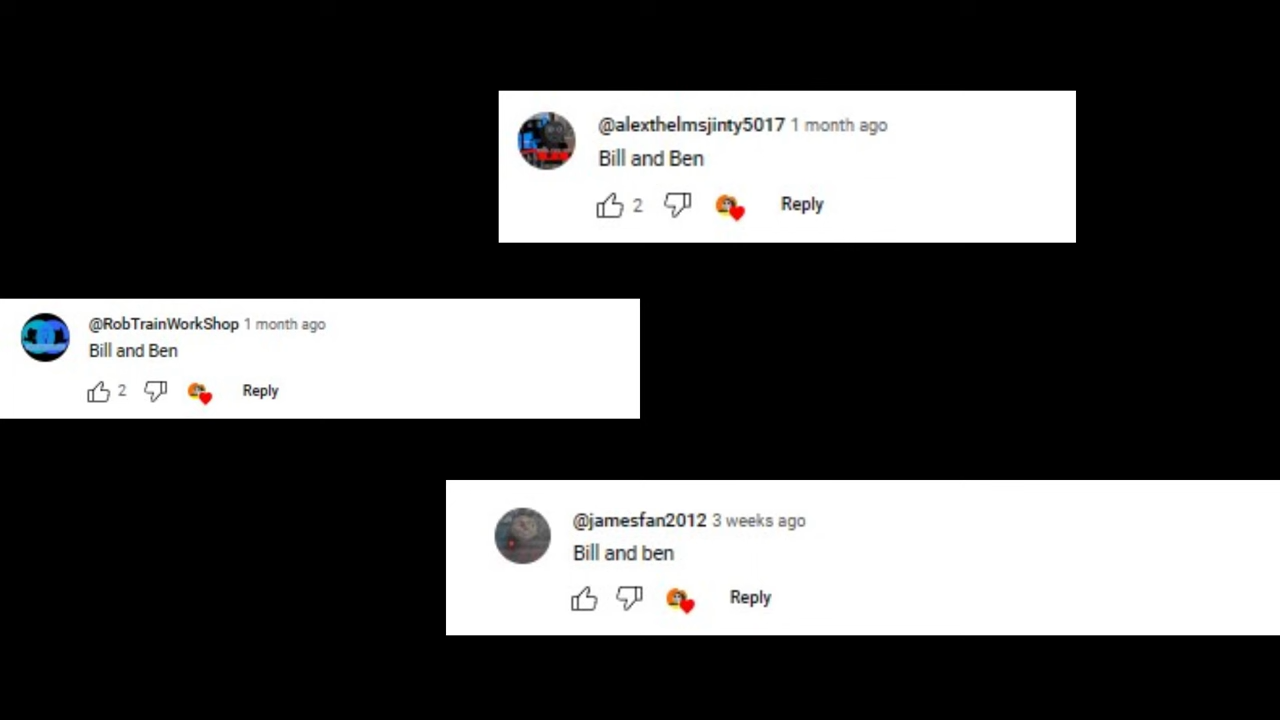 @alexthelmsjinty5017 1 month ago
Bill and Ben
2 Reply
@RobTrainWorkShop 1 month ago
Bill and Ben
2 Reply
@jamesfan2012 3 weeks ago
Bill and ben
Reply